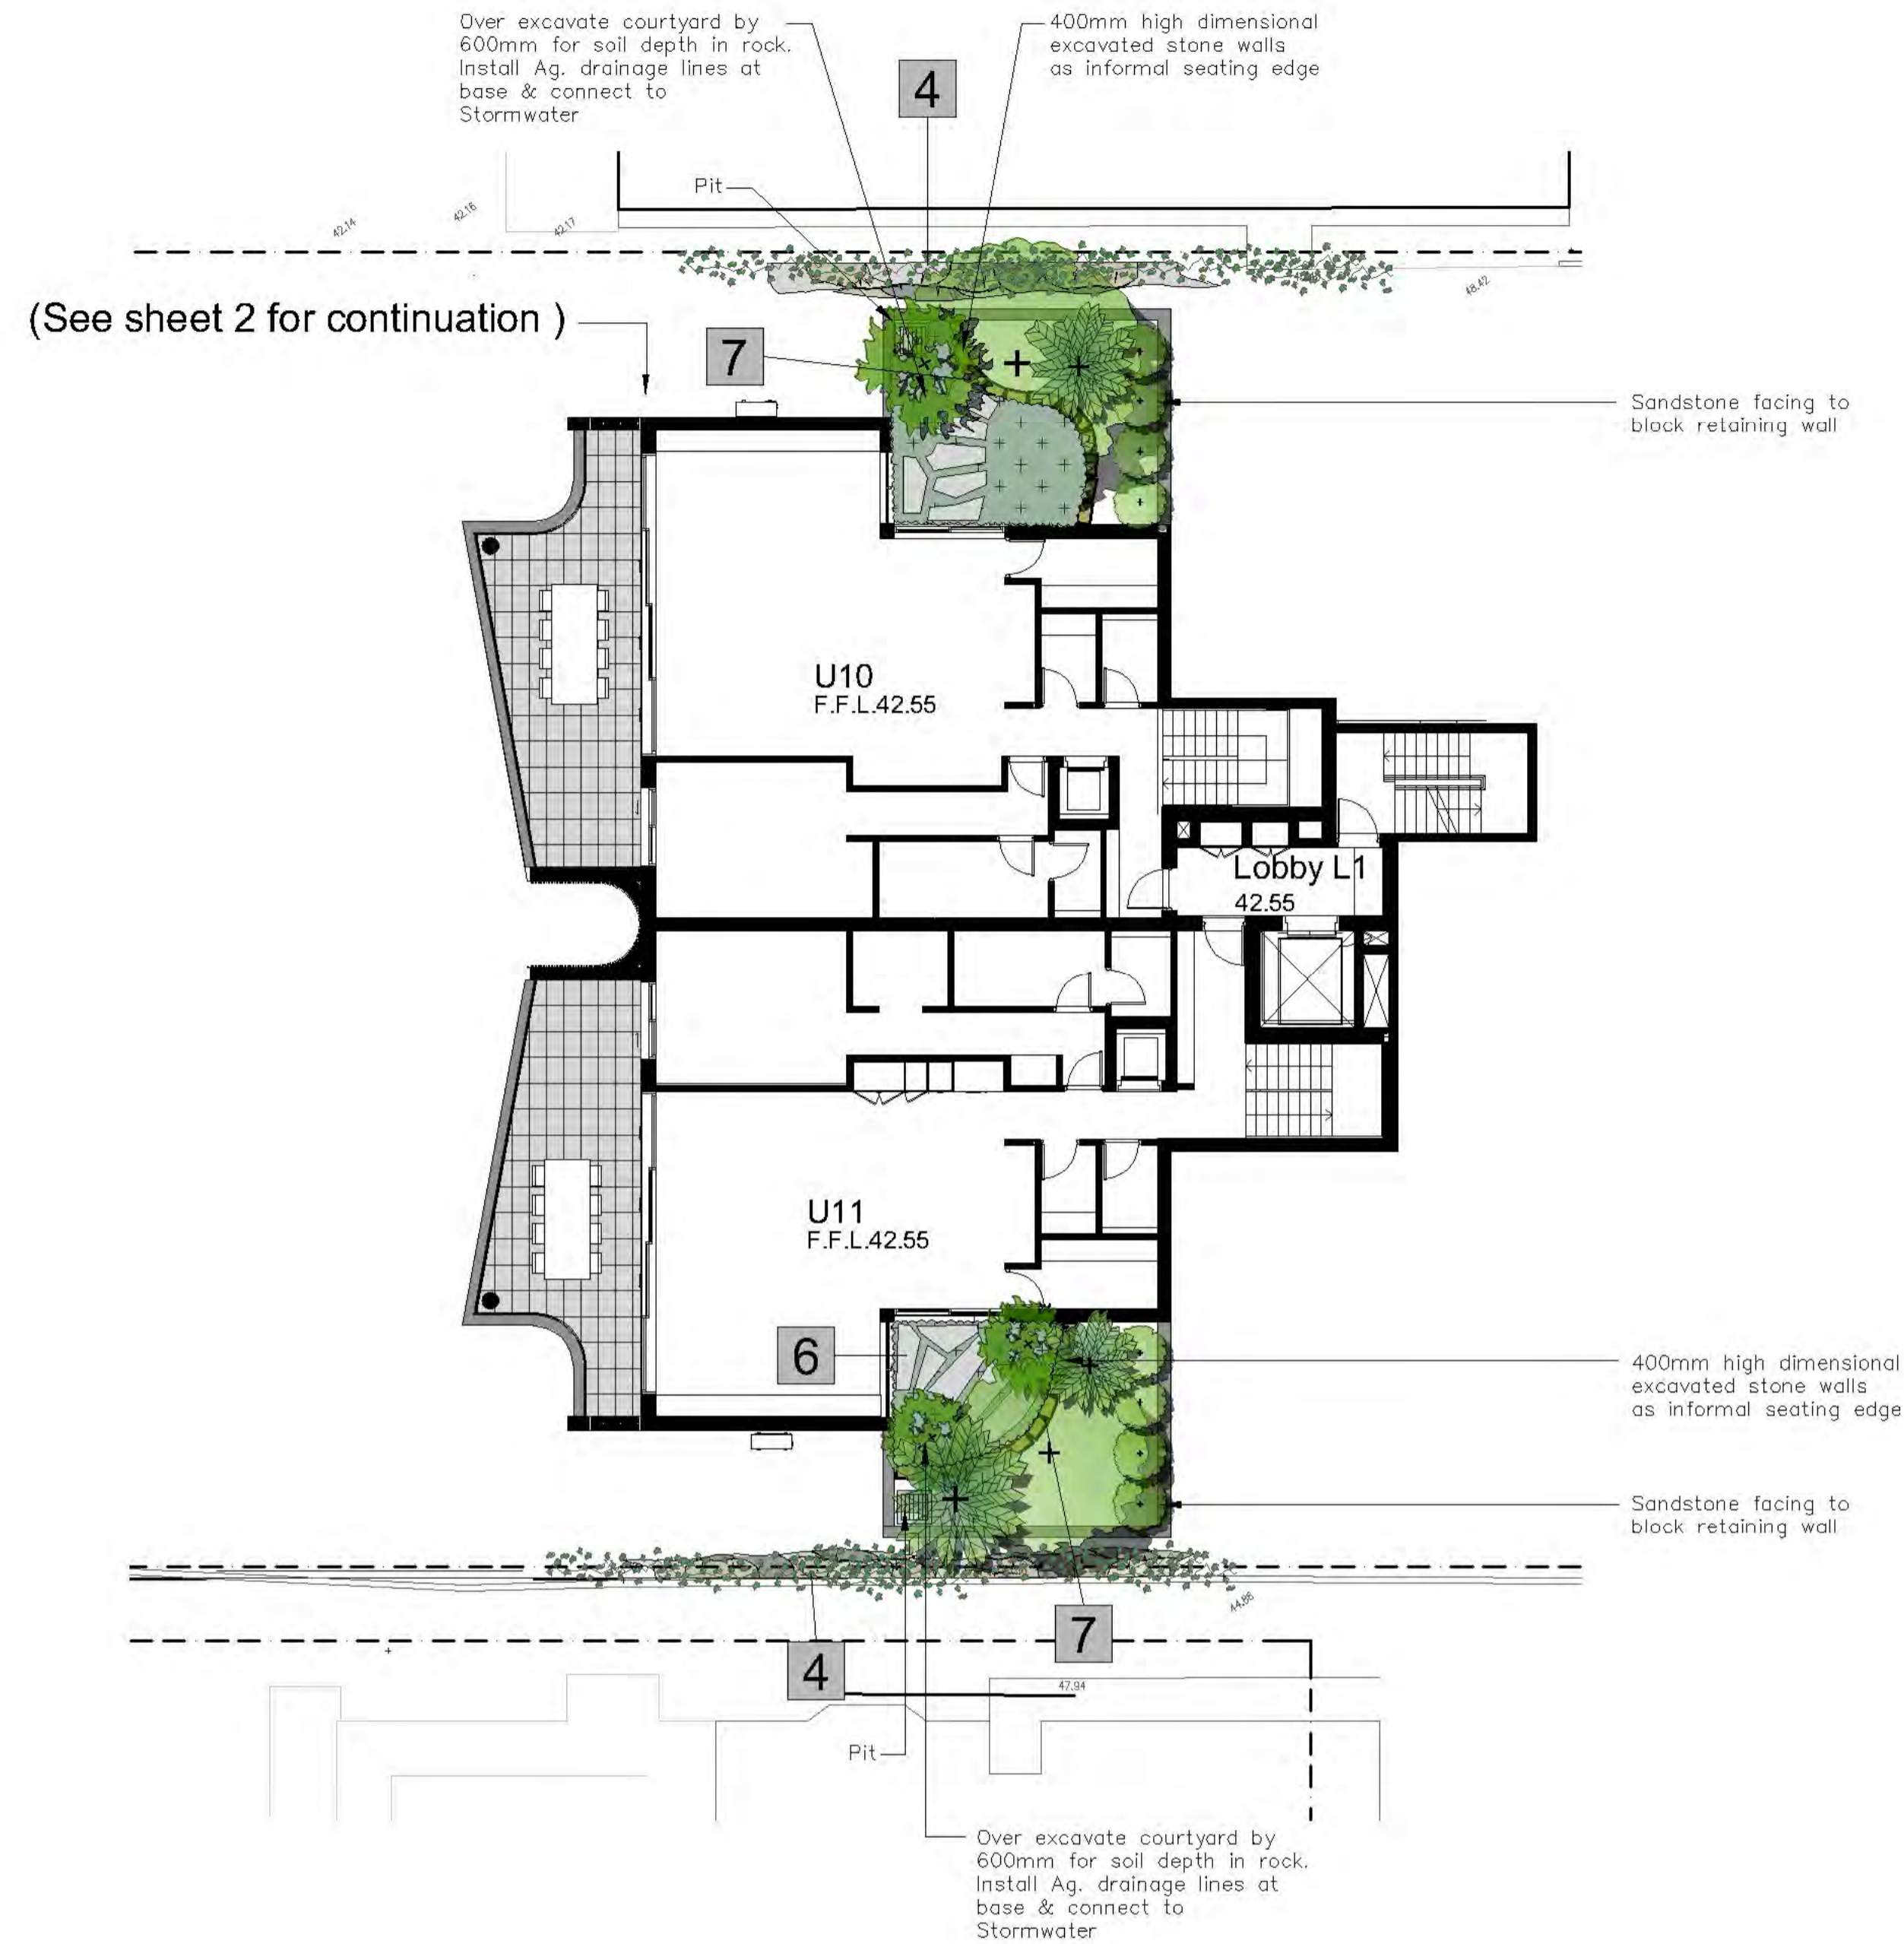 Over excavate courtyard by
600mm for soil depth in rock.
Install Ag. drainage lines at
base & connect to
Stormwater
400mm high dimensional
excavated stone walls
as informal seating edge
4
Pit
42.14
42.16
42.17
48.42
(See sheet 2 for continuation )
7
Sandstone facing to
block retaining wall
U10
F.F.L.42.55
Lobby L1
42.55
U11
F.F.L.42.55
6
400mm high dimensional
excavated stone walls
as informal seating edge
Sandstone facing to
block retaining wall
44.86
7
4
47.94
Pit
Over excavate courtyard by
600mm for soil depth in rock.
Install Ag. drainage lines at
base & connect to
Stormwater